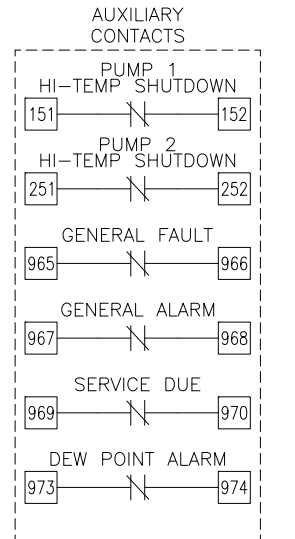 AUXILIARY
CONTACTS
PUMP 1
HI-TEMP SHUTDOWN
151 152
PUMP 2
HI-TEMP SHUTDOWN
251 252
GENERAL FAULT
965 966
GENERAL ALARM
967 968
SERVICE DUE
969 970
DEW POINT ALARM
973 974